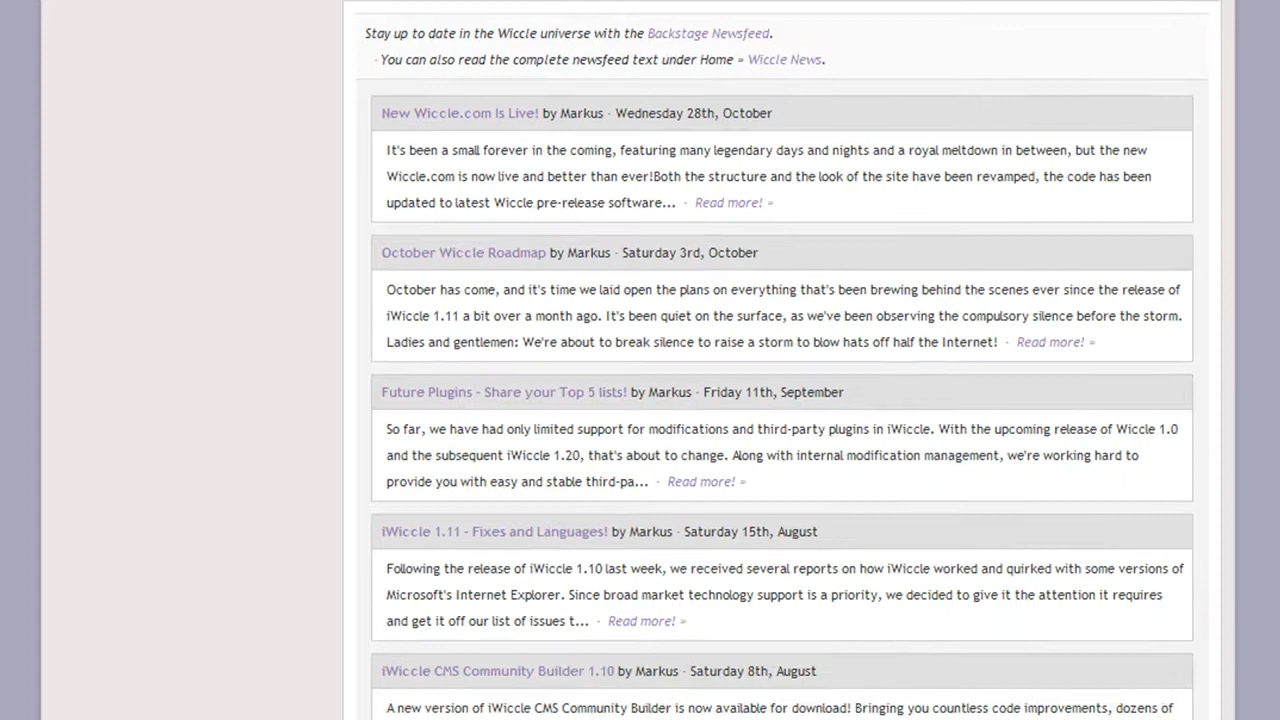 Stay up to date in the Wiccle universe with the Backstage Newsfeed.
· You can also read the complete newsfeed text under Home » Wiccle News.
New Wiccle.com Is Live! by Markus · Wednesday 28th, October
It's been a small forever in the coming, featuring many legendary days and nights and a royal meltdown in between, but the new
Wiccle.com is now live and better than ever!Both the structure and the look of the site have been revamped, the code has been
updated to latest Wiccle pre-release software... · Read more! »
October Wiccle Roadmap by Markus · Saturday 3rd, October
October has come, and it's time we laid open the plans on everything that's been brewing behind the scenes ever since the release of
iWiccle 1.11 a bit over a month ago. It's been quiet on the surface, as we've been observing the compulsory silence before the storm.
Ladies and gentlemen: We're about to break silence to raise a storm to blow hats off half the Internet! · Read more! »
Future Plugins - Share your Top 5 lists! by Markus · Friday 11th, September
So far, we have had only limited support for modifications and third-party plugins in iWiccle. With the upcoming release of Wiccle 1.0
and the subsequent iWiccle 1.20, that's about to change. Along with internal modification management, we're working hard to
provide you with easy and stable third-pa... · Read more! »
iWiccle 1.11 - Fixes and Languages! by Markus · Saturday 15th, August
Following the release of iWiccle 1.10 last week, we received several reports on how iWiccle worked and quirked with some versions of
Microsoft's Internet Explorer. Since broad market technology support is a priority, we decided to give it the attention it requires
and get it off our list of issues t... · Read more! »
iWiccle CMS Community Builder 1.10 by Markus · Saturday 8th, August
A new version of iWiccle CMS Community Builder is now available for download! Bringing you countless code improvements, dozens of